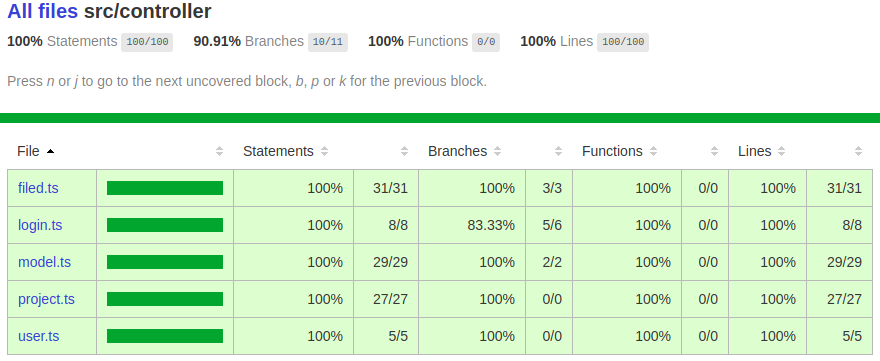 All files src/controller
100% Statements 100/100 90.91% Branches 10/11 100% Functions 0/0 100% Lines 100/100
Press n or j to go to the next uncovered block, b, p or k for the previous block.
File Statements Branches Functions Lines
filed.ts 100% 31/31 100% 3/3 100% 0/0 100% 31/31
login.ts 100% 8/8 83.33% 5/6 100% 0/0 100% 8/8
model.ts 100% 29/29 100% 2/2 100% 0/0 100% 29/29
project.ts 100% 27/27 100% 0/0 100% 0/0 100% 27/27
user.ts 100% 5/5 100% 0/0 100% 0/0 100% 5/5